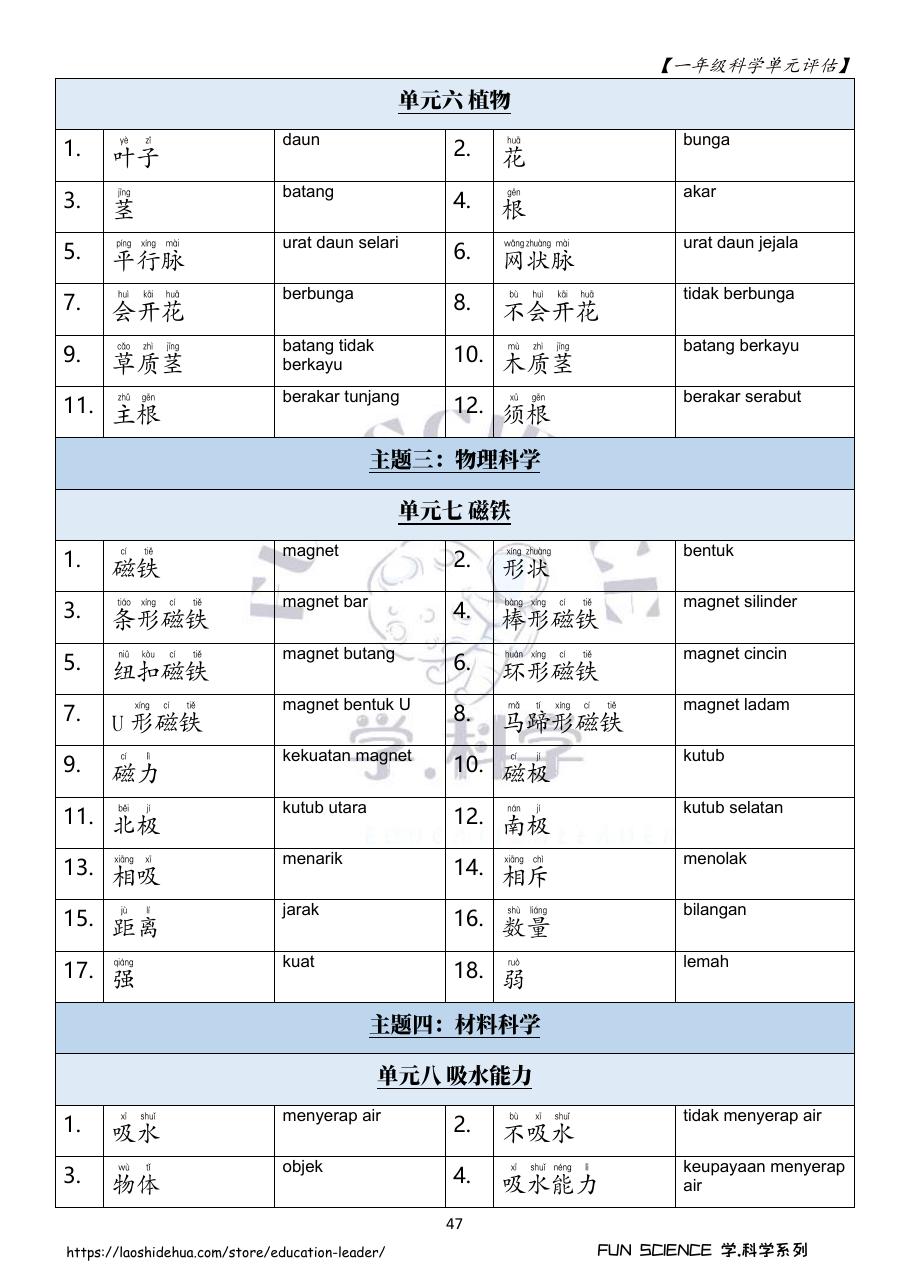 【一年级科学单元评估】
单元六 植物
1. yè zǐ 叶子 daun 2. huā 花 bunga
3. jīng 茎 batang 4. gēn 根 akar
5. píng xíng mài 平行脉 urat daun selari 6. wǎng zhuàng mài 网状脉 urat daun jejala
7. huì kāi huā 会开花 berbunga 8. bù huì kāi huā 不会开花 tidak berbunga
9. cǎo zhì jīng 草质茎 batang tidak berkayu 10. mù zhì jīng 木质茎 batang berkayu
11. zhǔ gēn 主根 berakar tunjang 12. xū gēn 须根 berakar serabut
主题三：物理科学
单元七 磁铁
1. cí tiě 磁铁 magnet 2. xíng zhuàng 形状 bentuk
3. tiáo xíng cí tiě 条形磁铁 magnet bar 4. bàng xíng cí tiě 棒形磁铁 magnet silinder
5. niǔ kòu cí tiě 纽扣磁铁 magnet butang 6. huán xíng cí tiě 环形磁铁 magnet cincin
7. xíng cí tiě U 形磁铁 magnet bentuk U 8. mǎ tí xíng cí tiě 马蹄形磁铁 magnet ladam
9. cí lì 磁力 kekuatan magnet 10. cí jí 磁极 kutub
11. běi jí 北极 kutub utara 12. nán jí 南极 kutub selatan
13. xiāng xī 相吸 menarik 14. xiāng chì 相斥 menolak
15. jù lí 距离 jarak 16. shù liàng 数量 bilangan
17. qiáng 强 kuat 18. ruò 弱 lemah
学.科学
EDUCATION LEADER
主题四：材料科学
单元八 吸水能力
1. xī shuǐ 吸水 menyerap air 2. bù xī shuǐ 不吸水 tidak menyerap air
3. wù tǐ 物体 objek 4. xī shuǐ néng lì 吸水能力 keupayaan menyerap air
47
https://laoshidehua.com/store/education-leader/ FUN SCIENCE 学.科学系列